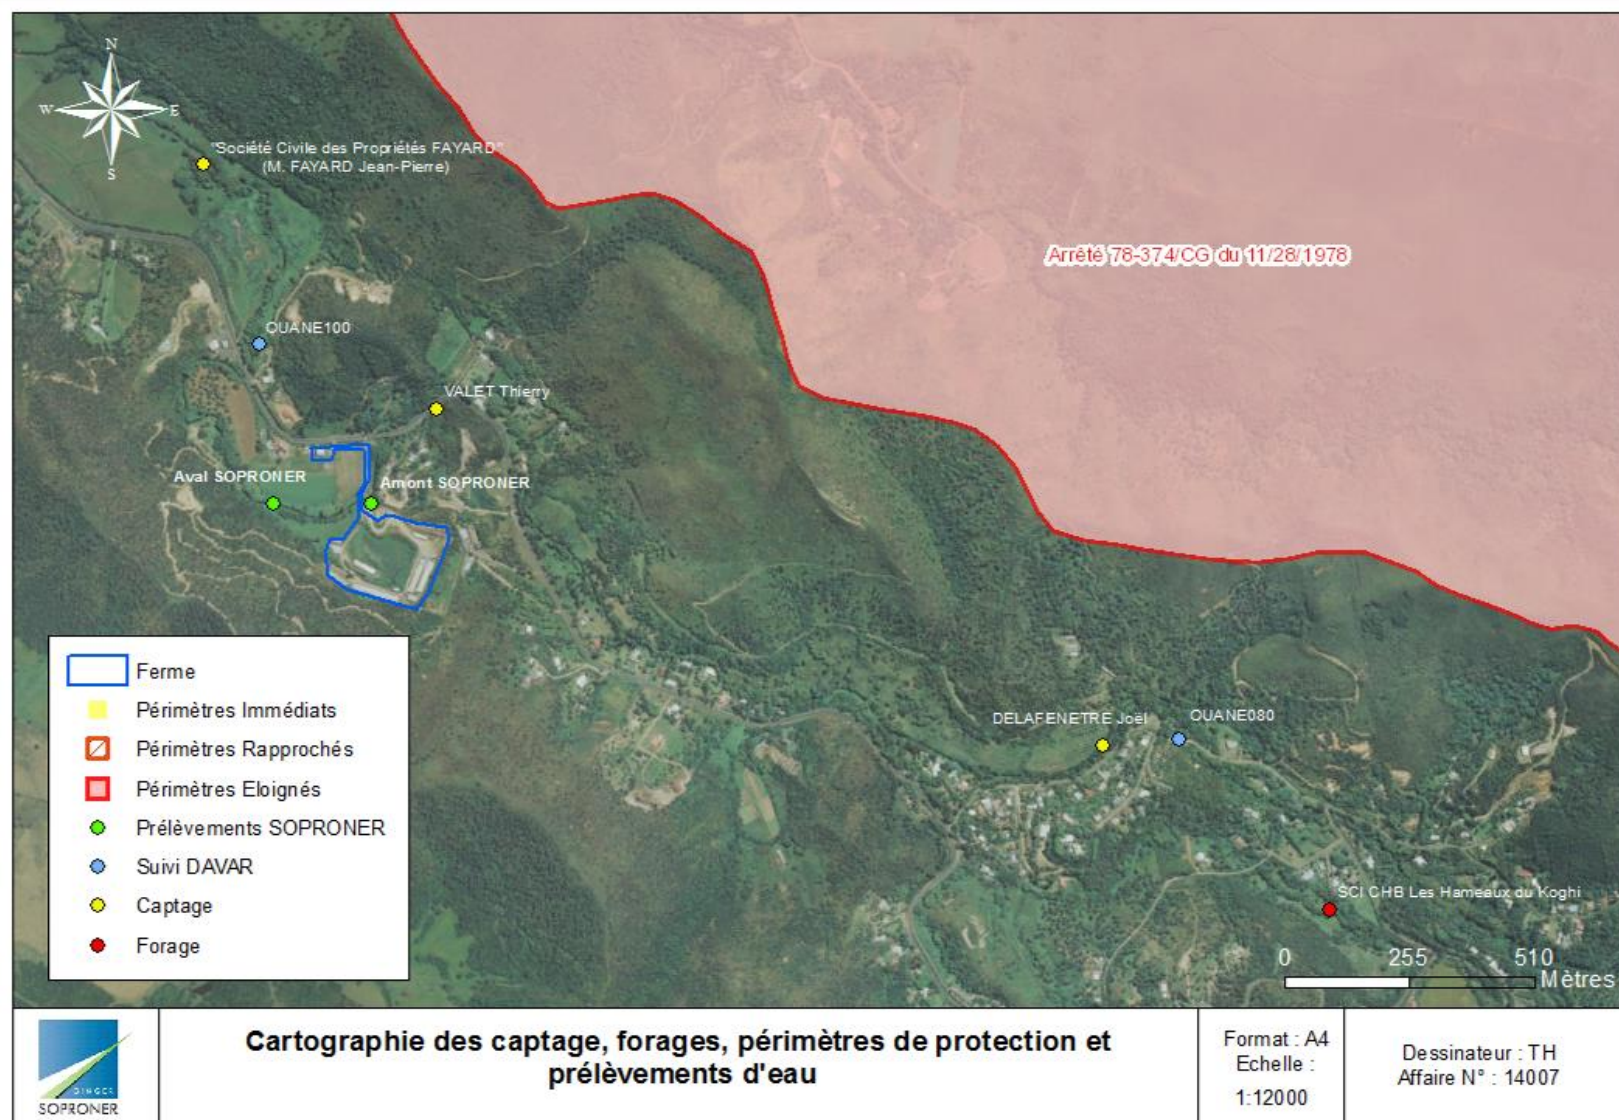 N
W
E
S
"Société Civile des Propriétés FAYARD"
(M. FAYARD Jean-Pierre)
Arrêté 78-374/CG du 11/28/1978
OUANE100
VALET Thierry
Aval SOPRONER
Amont SOPRONER
DELAFENETRE Joël
OUANE080
SCI CHB Les Hameaux du Koghi
Ferme
Périmètres Immédiats
Périmètres Rapprochés
Périmètres Eloignés
Prélèvements SOPRONER
Suivi DAVAR
Captage
Forage
0 255 510
Mètres
GINGER
SOPRONER
Cartographie des captage, forages, périmètres de protection et
prélèvements d'eau
Format : A4
Echelle :
1:12000
Dessinateur : TH
Affaire N° : 14007